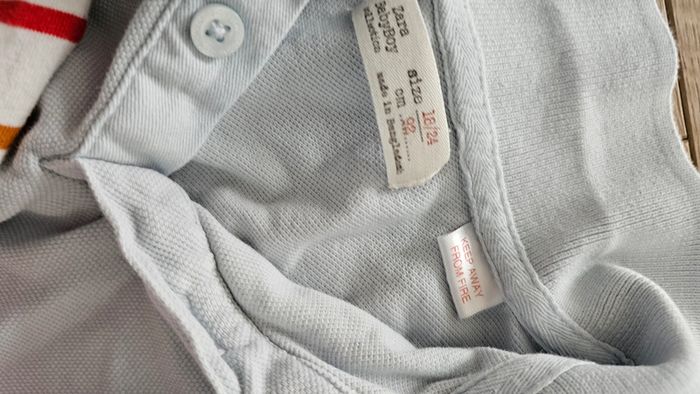 Zara
BabyBoy
collection
size 18/24
cm 92
made in Bangladesh
KEEP AWAY
FROM FIRE